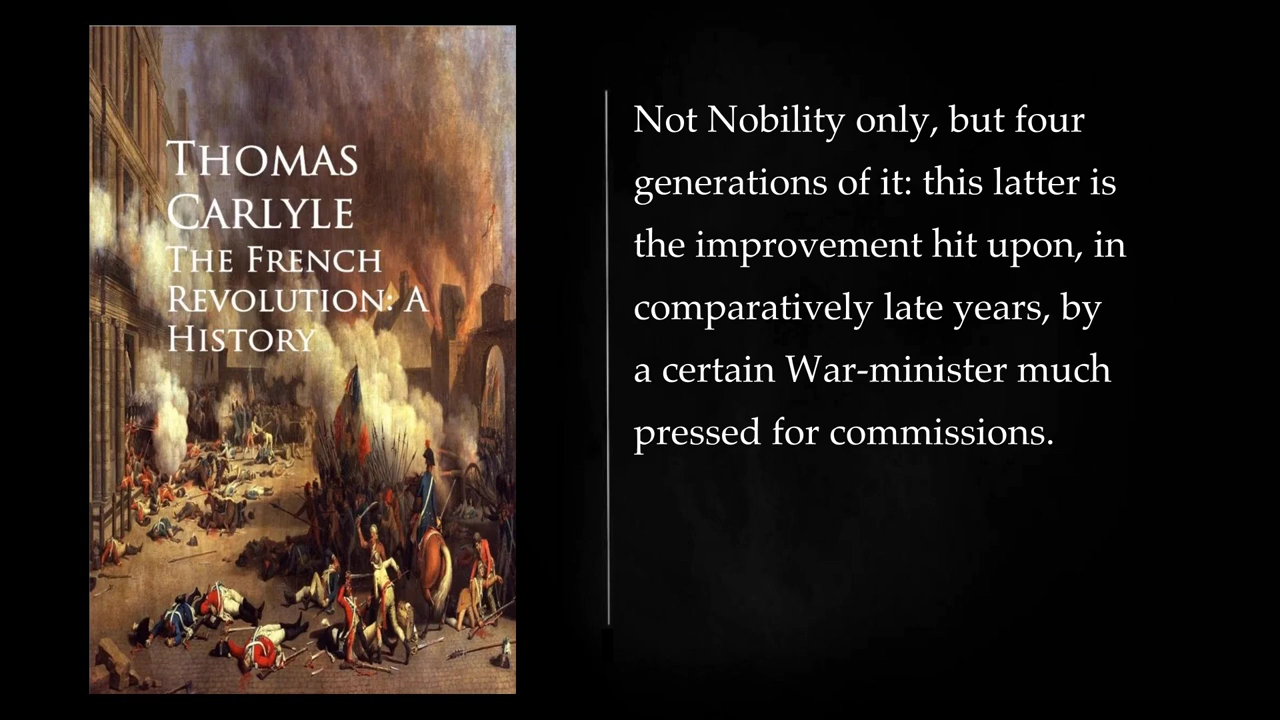 THOMAS
CARLYLE
THE FRENCH
REVOLUTION: A
HISTORY
Not Nobility only, but four
generations of it: this latter is
the improvement hit upon, in
comparatively late years, by
a certain War-minister much
pressed for commissions.